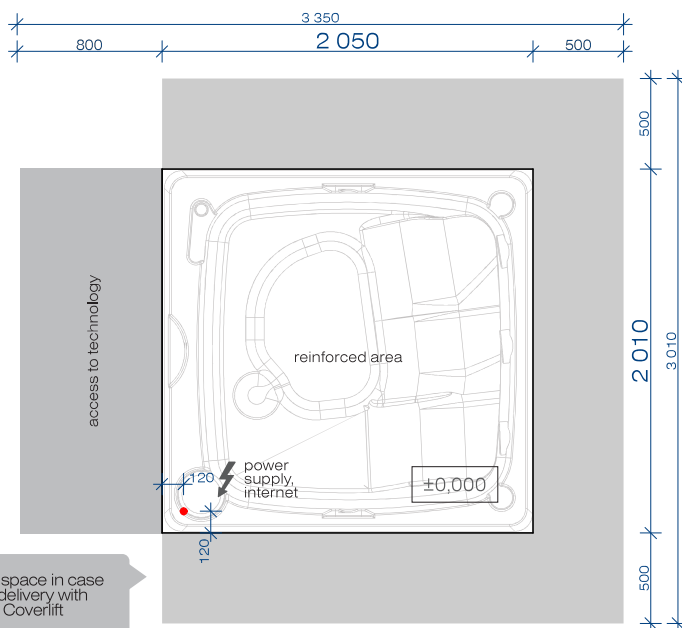 3 350
800
2 050
500
500
access to technology
reinforced area
2 010
3 010
120
power
supply,
internet
±0,000
120
500
space in case
delivery with
Coverlift